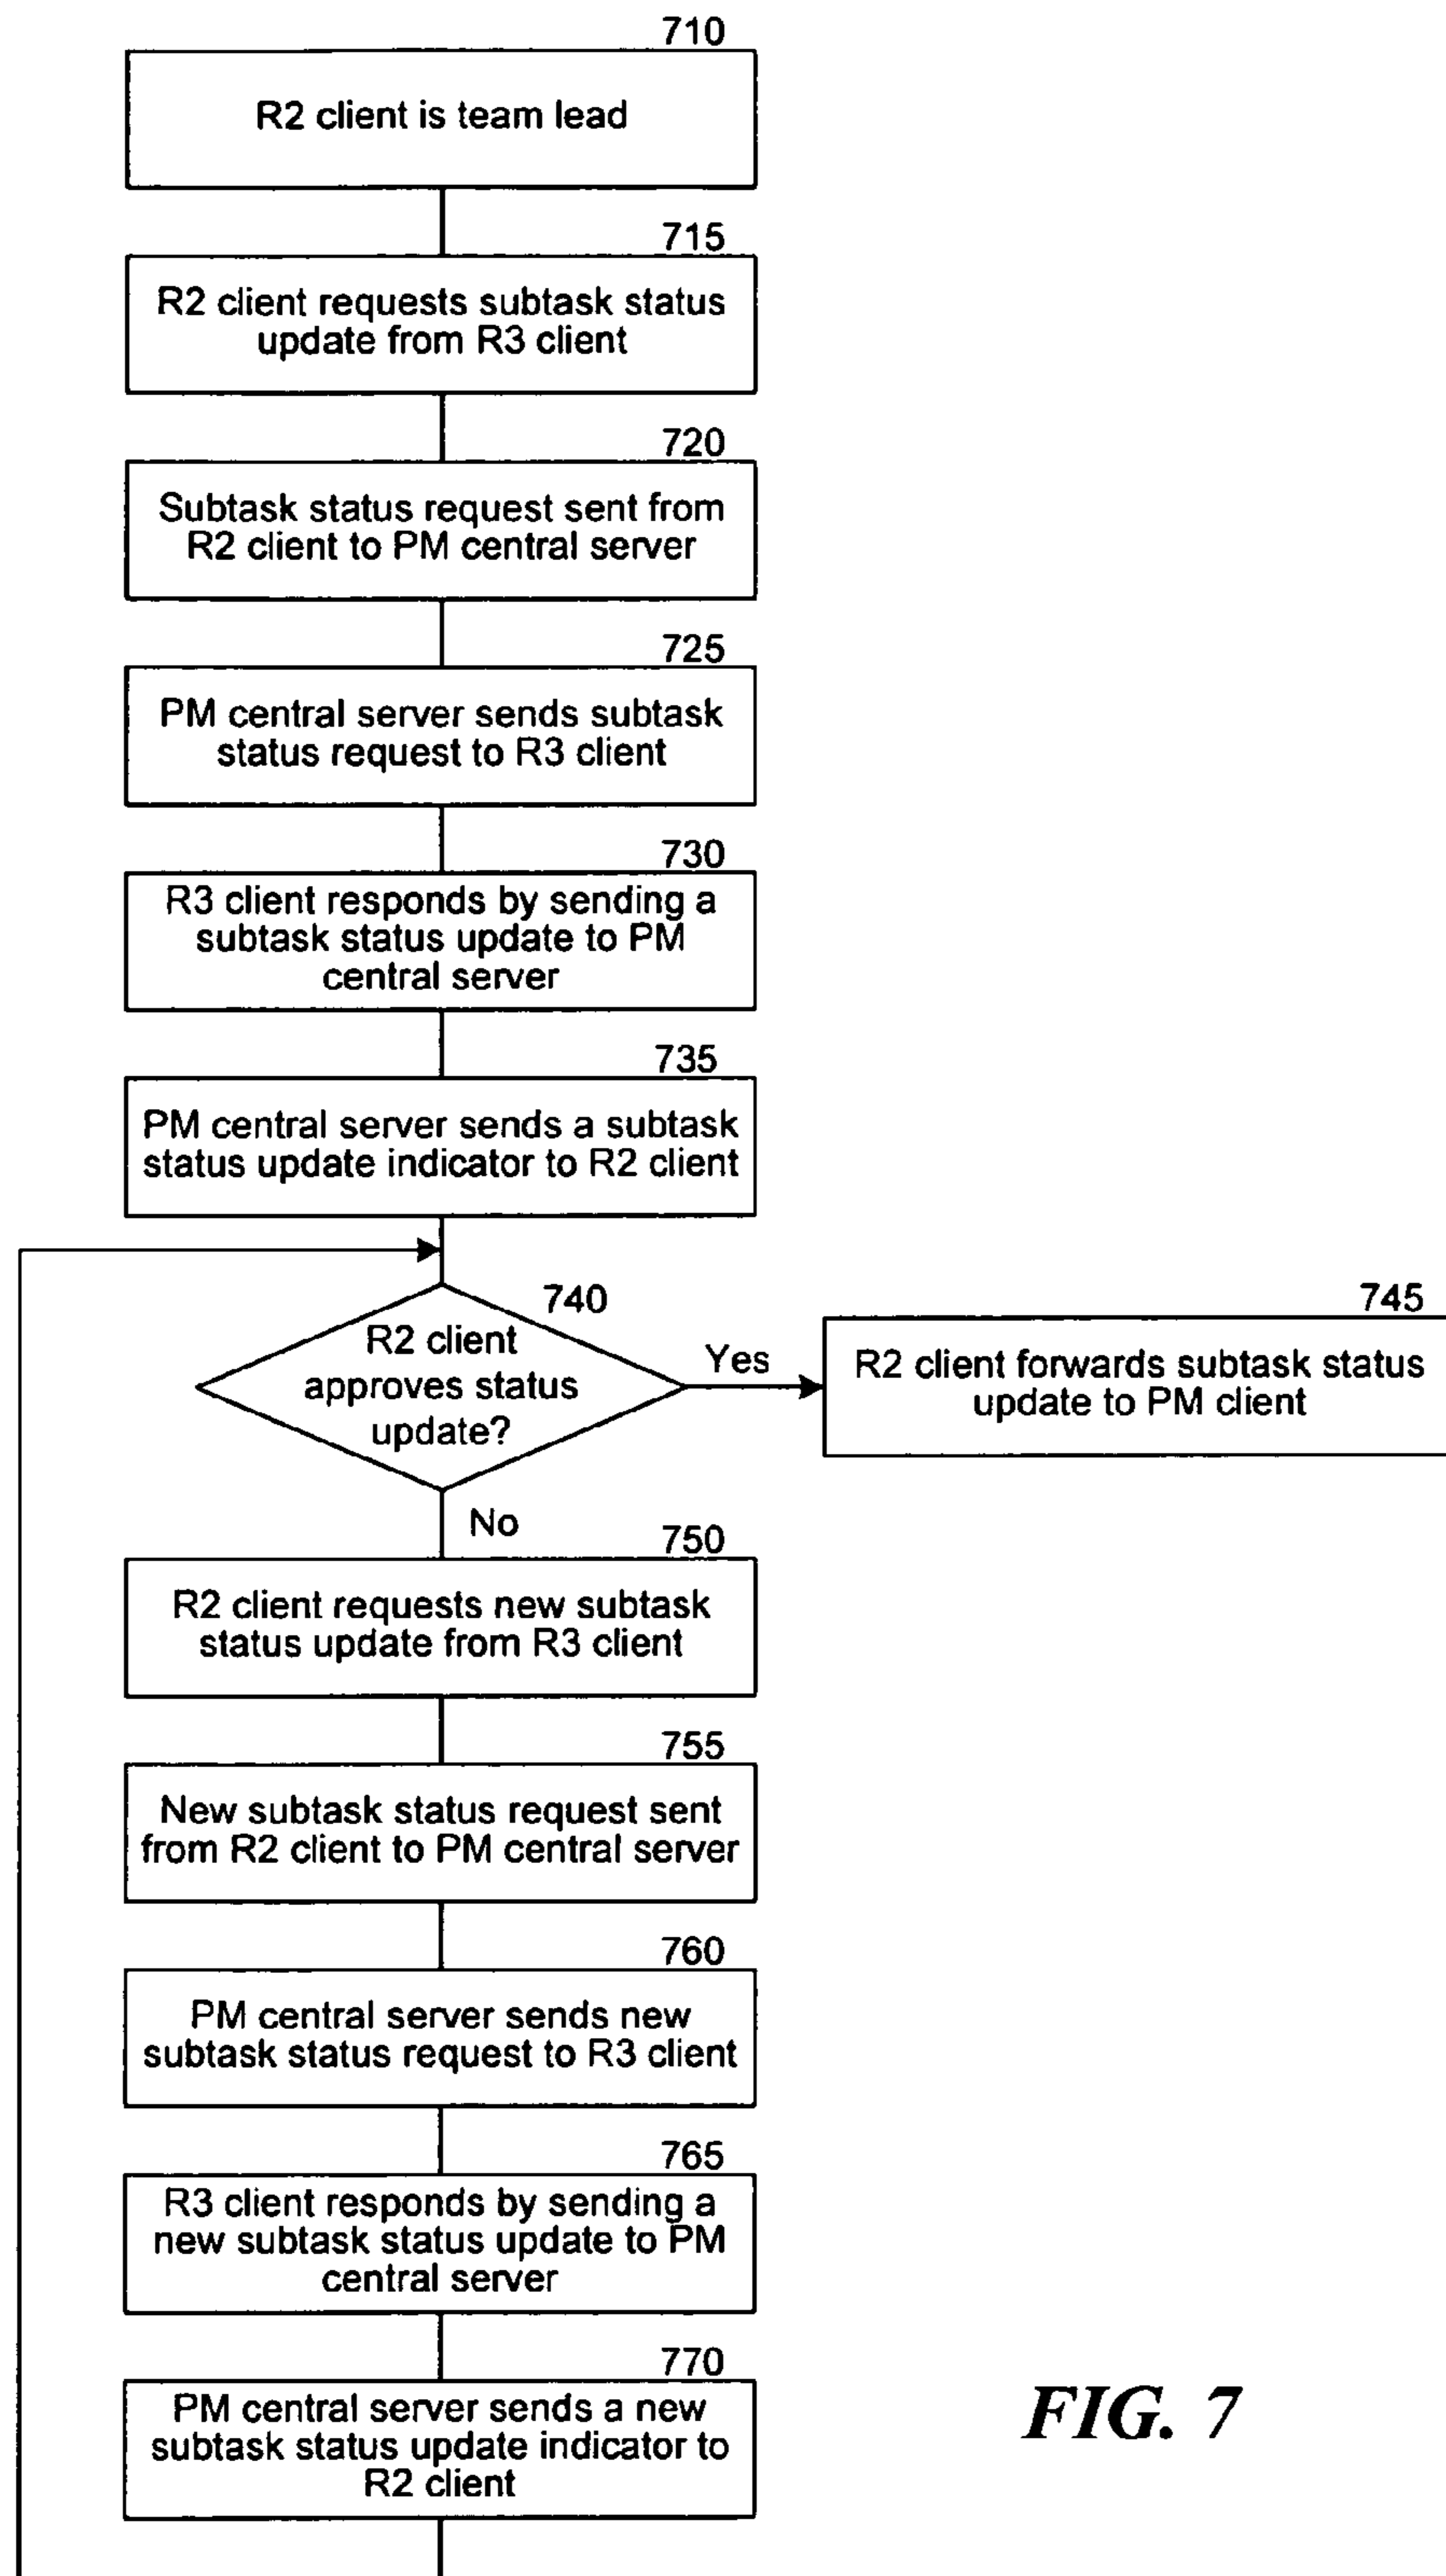 710
R2 client is team lead
715
R2 client requests subtask status
update from R3 client
720
Subtask status request sent from
R2 client to PM central server
725
PM central server sends subtask
status request to R3 client
730
R3 client responds by sending a
subtask status update to PM
central server
735
PM central server sends a subtask
status update indicator to R2 client
740
R2 client
approves status
update?
Yes
745
R2 client forwards subtask status
update to PM client
No
750
R2 client requests new subtask
status update from R3 client
755
New subtask status request sent
from R2 client to PM central server
760
PM central server sends new
subtask status request to R3 client
765
R3 client responds by sending a
new subtask status update to PM
central server
770
PM central server sends a new
subtask status update indicator to
R2 client
FIG. 7